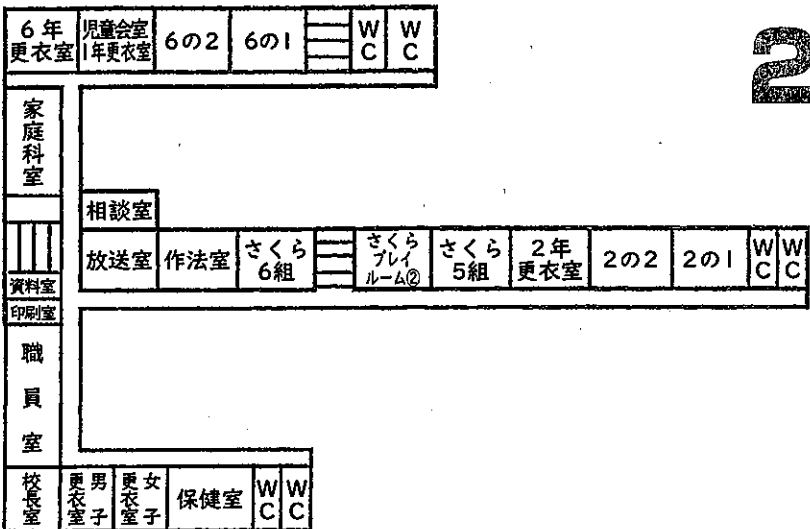 6年
更衣室
児童会室
1年更衣室
6の2
6の1
WC
WC
2
家庭科室
相談室
放送室
作法室
さくら
6組
さくら
プレイ
ルーム②
さくら
5組
2年
更衣室
2の2
2の1
WC
WC
資料室
印刷室
職員室
校長室
男子
更衣室
女子
更衣室
保健室
WC
WC